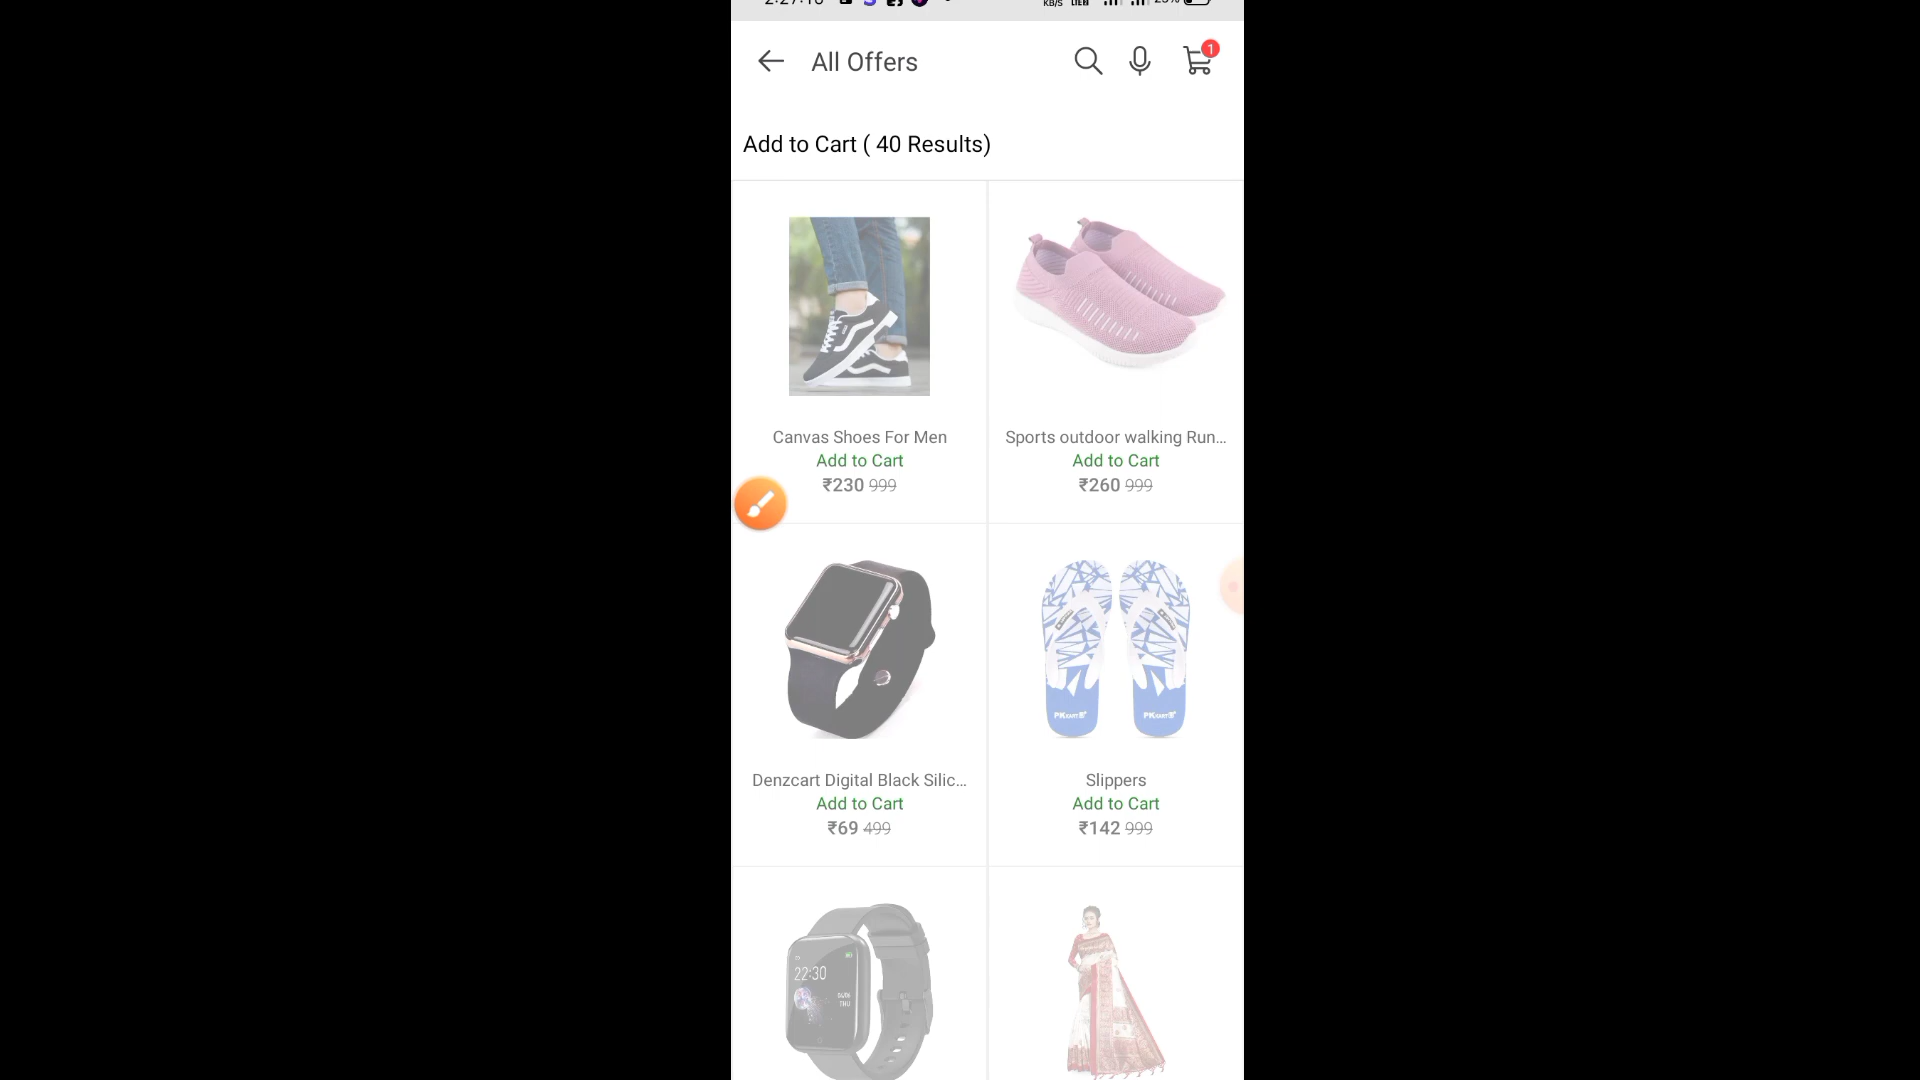 All Offers
1
Add to Cart ( 40 Results)
Canvas Shoes For Men
Add to Cart
₹230 999
Sports outdoor walking Run...
Add to Cart
₹260 999
Denzcart Digital Black Silic...
Add to Cart
₹69 499
Slippers
Add to Cart
₹142 999
22:30
THU